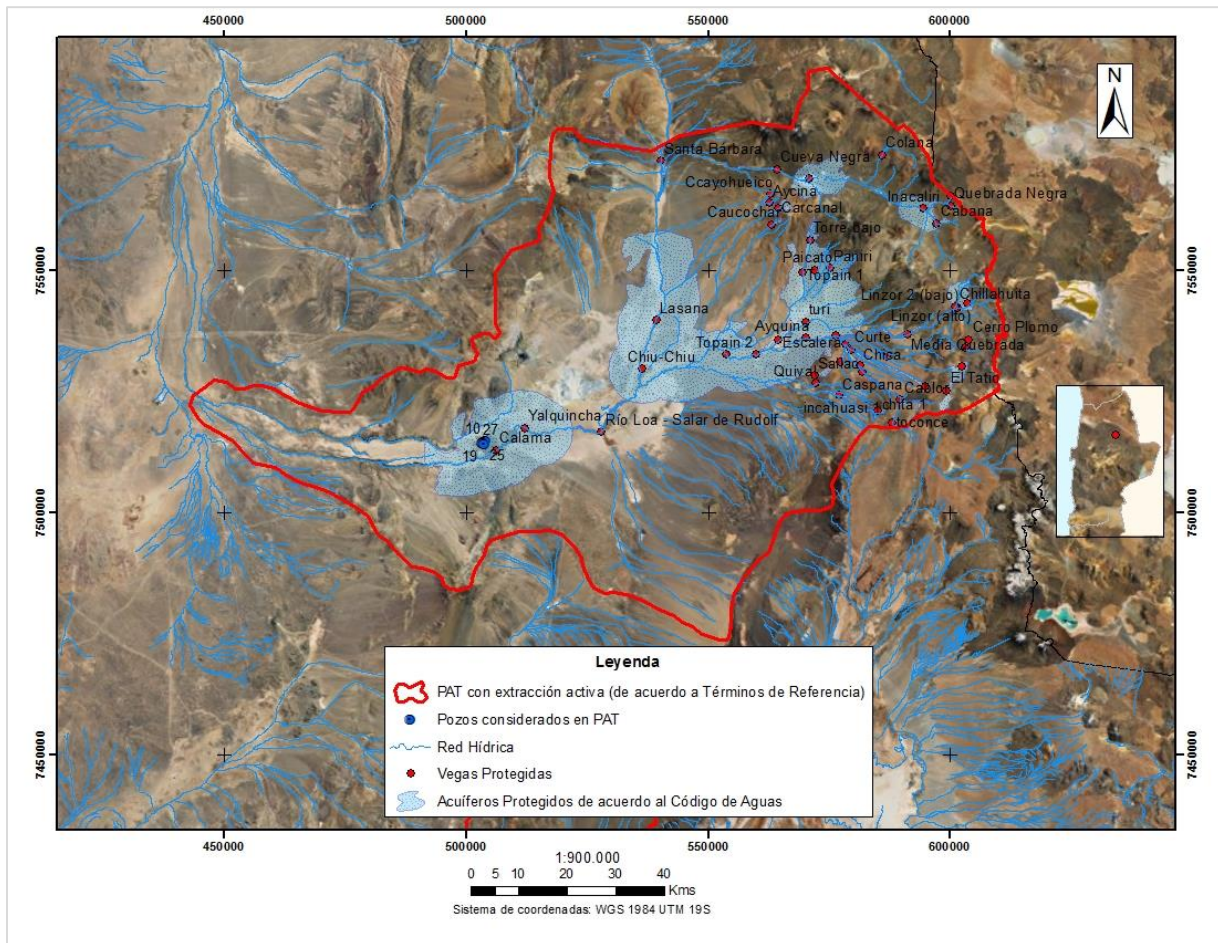 450000
500000
550000
600000
N
Santa Bárbara
Cueva Negra
Colana
Ccayohueico
Aycina
Inacaliri
Quebrada Negra
Caucochar
Carcanal
Cabana
Torre bajo
7550000
7550000
Paicato
Paniri
Topain 1
Linzor 2 (bajo)
Chillahuita
turi
Linzor (alto)
Cerro Plomo
Ayquina
Topain 2
Escalera
Curte
Media Quebrada
Chiu-Chiu
Lasana
Chisa
Quiyal
El Tatio
Caspana
Cablor
incahuasi 1
Yalquincha
Río Loa - Salar de Rudolf
toconce
10
27
Calama
19
25
7500000
7500000
Leyenda
PAT con extracción activa (de acuerdo a Términos de Referencia)
Pozos considerados en PAT
Red Hídrica
Vegas Protegidas
Acuíferos Protegidos de acuerdo al Código de Aguas
7450000
7450000
450000
500000
550000
600000
1:900.000
0 5 10 20 30 40
Kms
Sistema de coordenadas: WGS 1984 UTM 19S